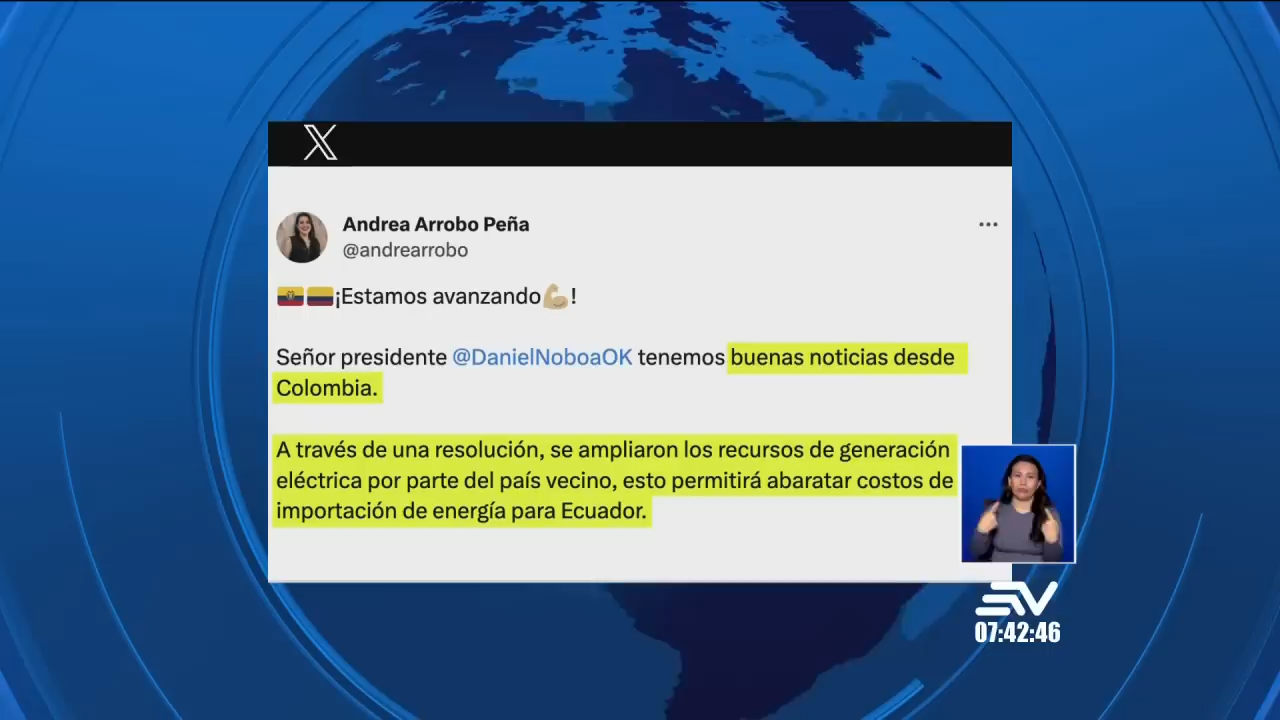 X
Andrea Arrobo Peña
@andrearrobo
🇪🇨🇨🇴¡Estamos avanzando💪🏼!
Señor presidente @DanielNoboaOK tenemos buenas noticias desde
Colombia.
A través de una resolución, se ampliaron los recursos de generación
eléctrica por parte del país vecino, esto permitirá abaratar costos de
importación de energía para Ecuador.
EV
07:42:46